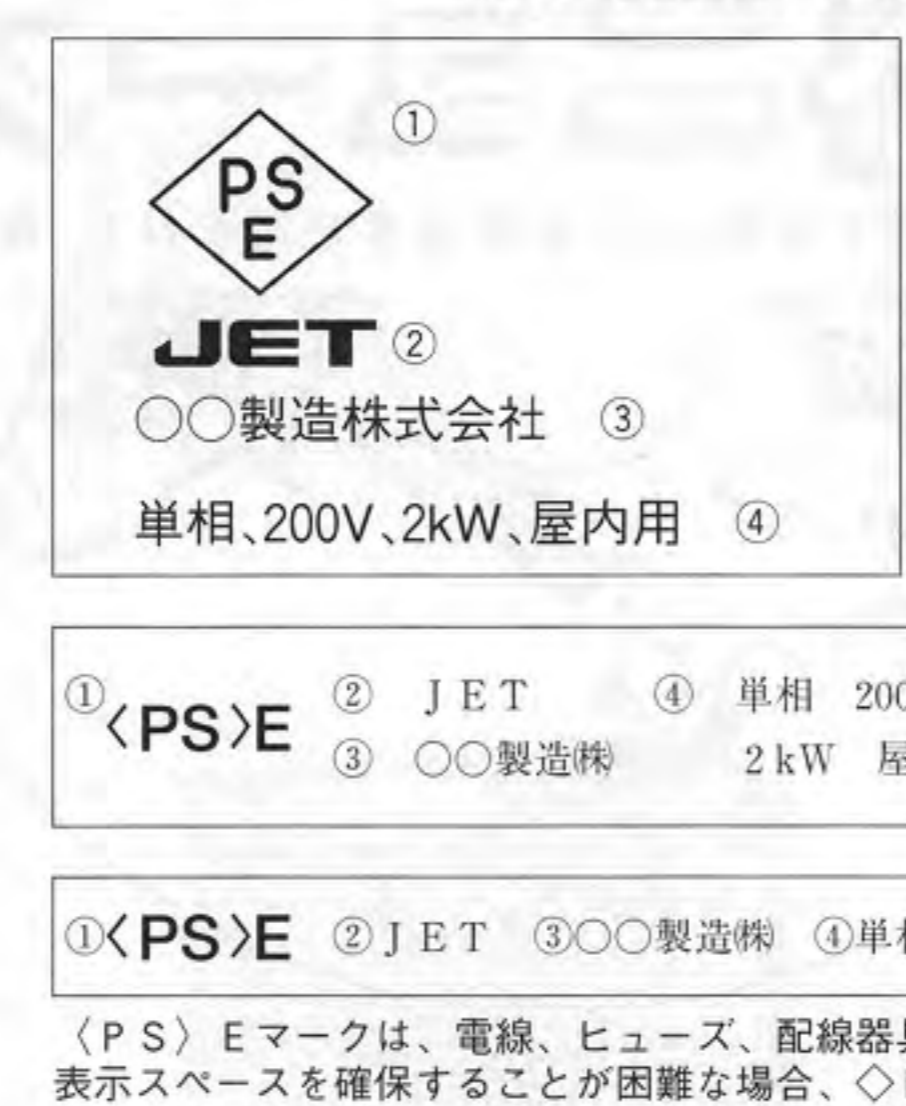 ①
PS
E
JET ②
○○製造株式会社 ③
単相、200V、2kW、屋内用 ④
①〈PS〉E ② JET ④ 単相 200
③ ○○製造㈱ 2kW 屋
①〈PS〉E ②JET ③○○製造㈱ ④単相
〈PS〉Eマークは、電線、ヒューズ、配線器具
表示スペースを確保することが困難な場合、◇